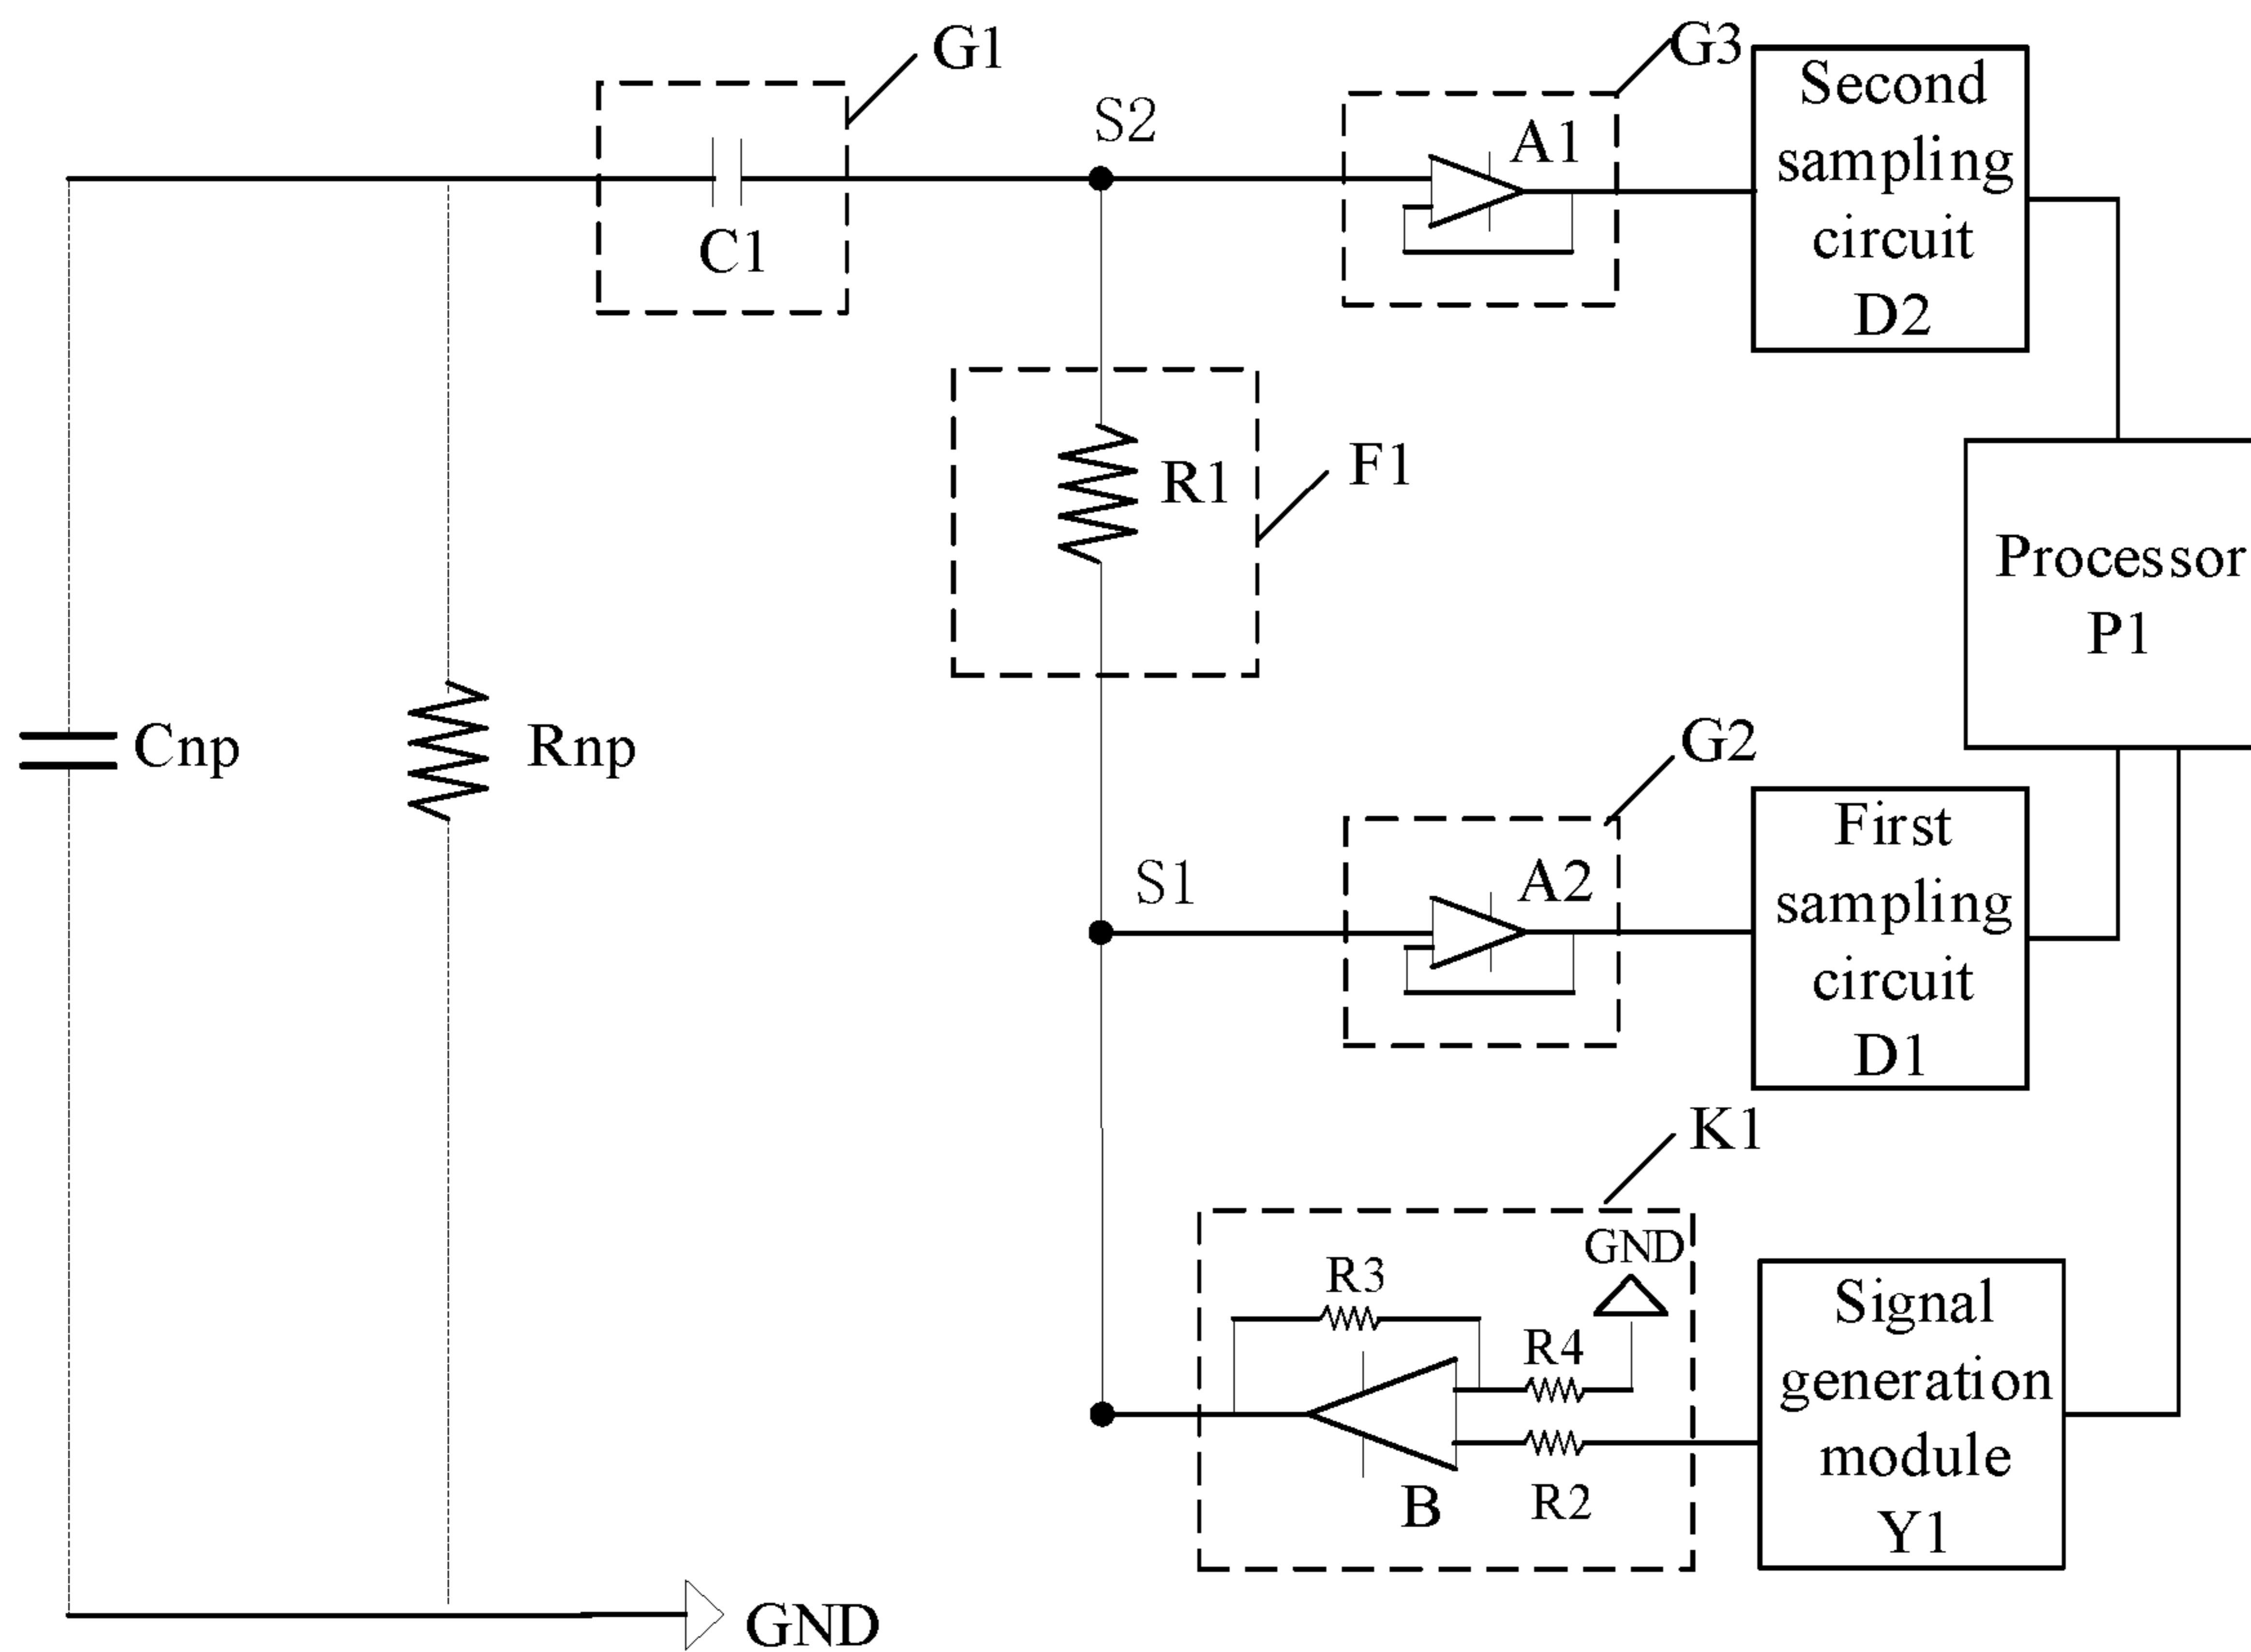 G1
G3
S2
A1
Second
sampling
circuit
D2
C1
R1
F1
Processor
P1
Cnp
Rnp
G2
S1
A2
First
sampling
circuit
D1
K1
GND
R3
R4
B
R2
Signal
generation
module
Y1
GND